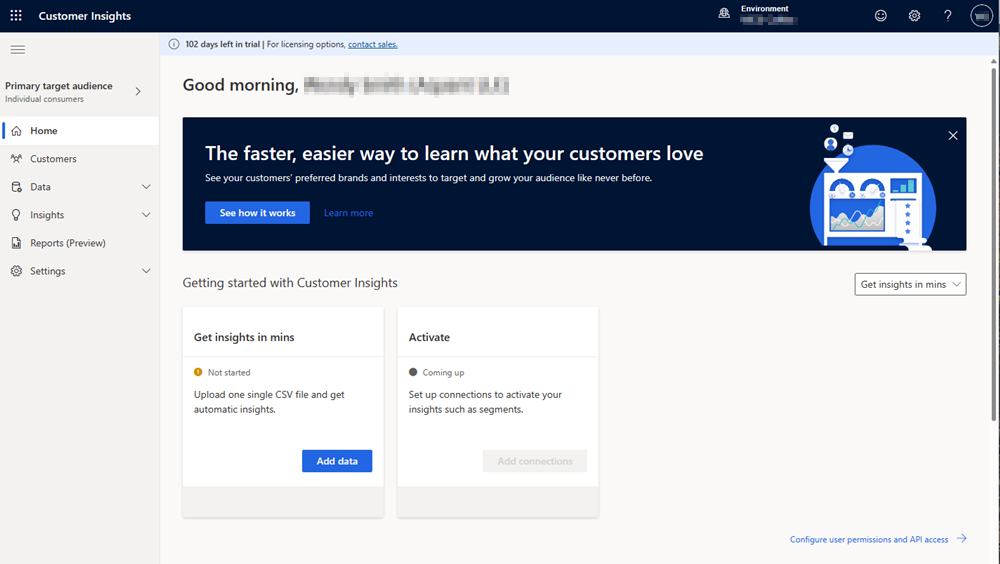 Customer Insights
Environment
102 days left in trial | For licensing options, contact sales.
Primary target audience
Individual consumers
Home
Customers
Data
Insights
Reports (Preview)
Settings
Good morning,
The faster, easier way to learn what your customers love
See your customers' preferred brands and interests to target and grow your audience like never before.
See how it works
Learn more
Getting started with Customer Insights
Get insights in mins
Get insights in mins
Not started
Upload one single CSV file and get
automatic insights.
Add data
Activate
Coming up
Set up connections to activate your
insights such as segments.
Add connections
Configure user permissions and API access